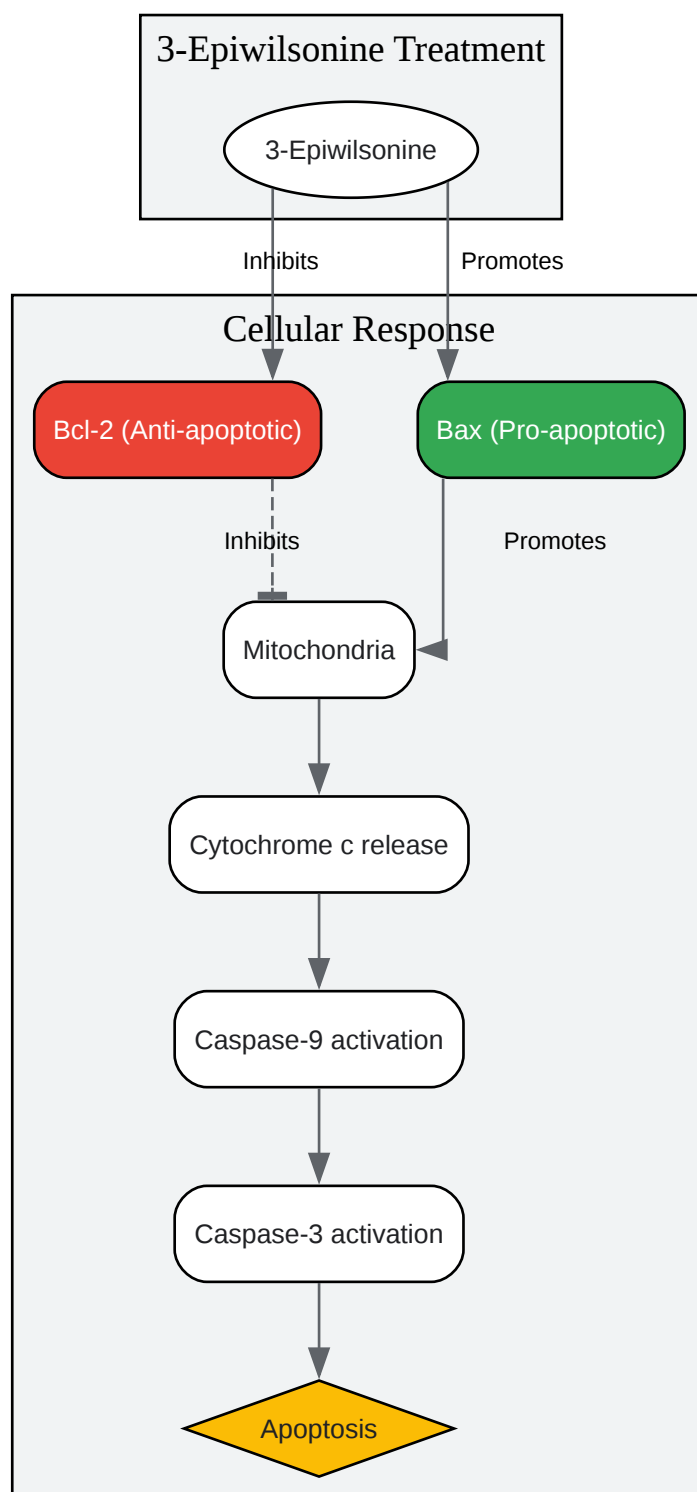 3-Epiwilsonine Treatment
3-Epiwilsonine
Inhibits
Promotes
Cellular Response
Bcl-2 (Anti-apoptotic)
Bax (Pro-apoptotic)
Inhibits
Promotes
Mitochondria
Cytochrome c release
Caspase-9 activation
Caspase-3 activation
Apoptosis